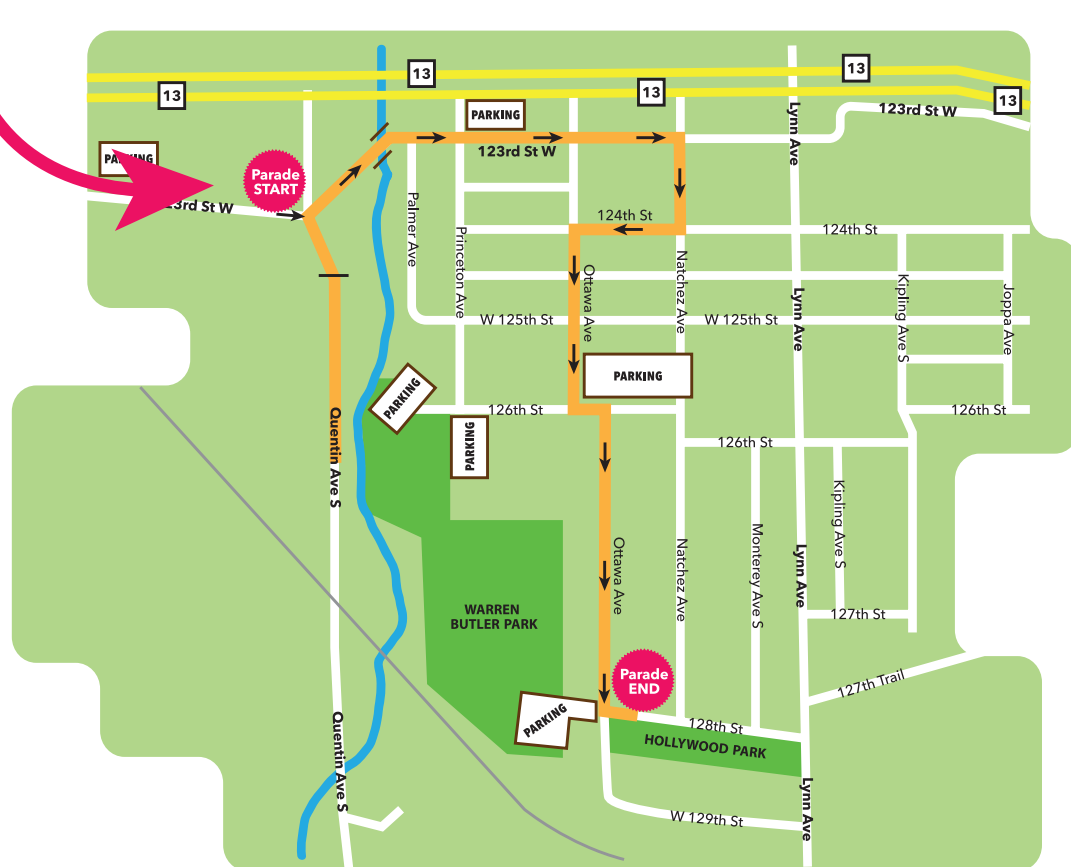 13
13
13
13
13
PARKING
123rd St W
Lynn Ave
123rd St W
PARKING
Parade
START
23rd St W
Palmer Ave
Princeton Ave
124th St
124th St
Ottawa Ave
Natchez Ave
Lynn Ave
Kipling Ave S
Joppa Ave
W 125th St
W 125th St
PARKING
PARKING
126th St
126th St
PARKING
126th St
Quentin Ave S
Kipling Ave S
Ottawa Ave
Natchez Ave
Monterey Ave S
Lynn Ave
WARREN
BUTLER PARK
127th St
Parade
END
127th Trail
PARKING
128th St
HOLLYWOOD PARK
Quentin Ave S
W 129th St
Lynn Ave